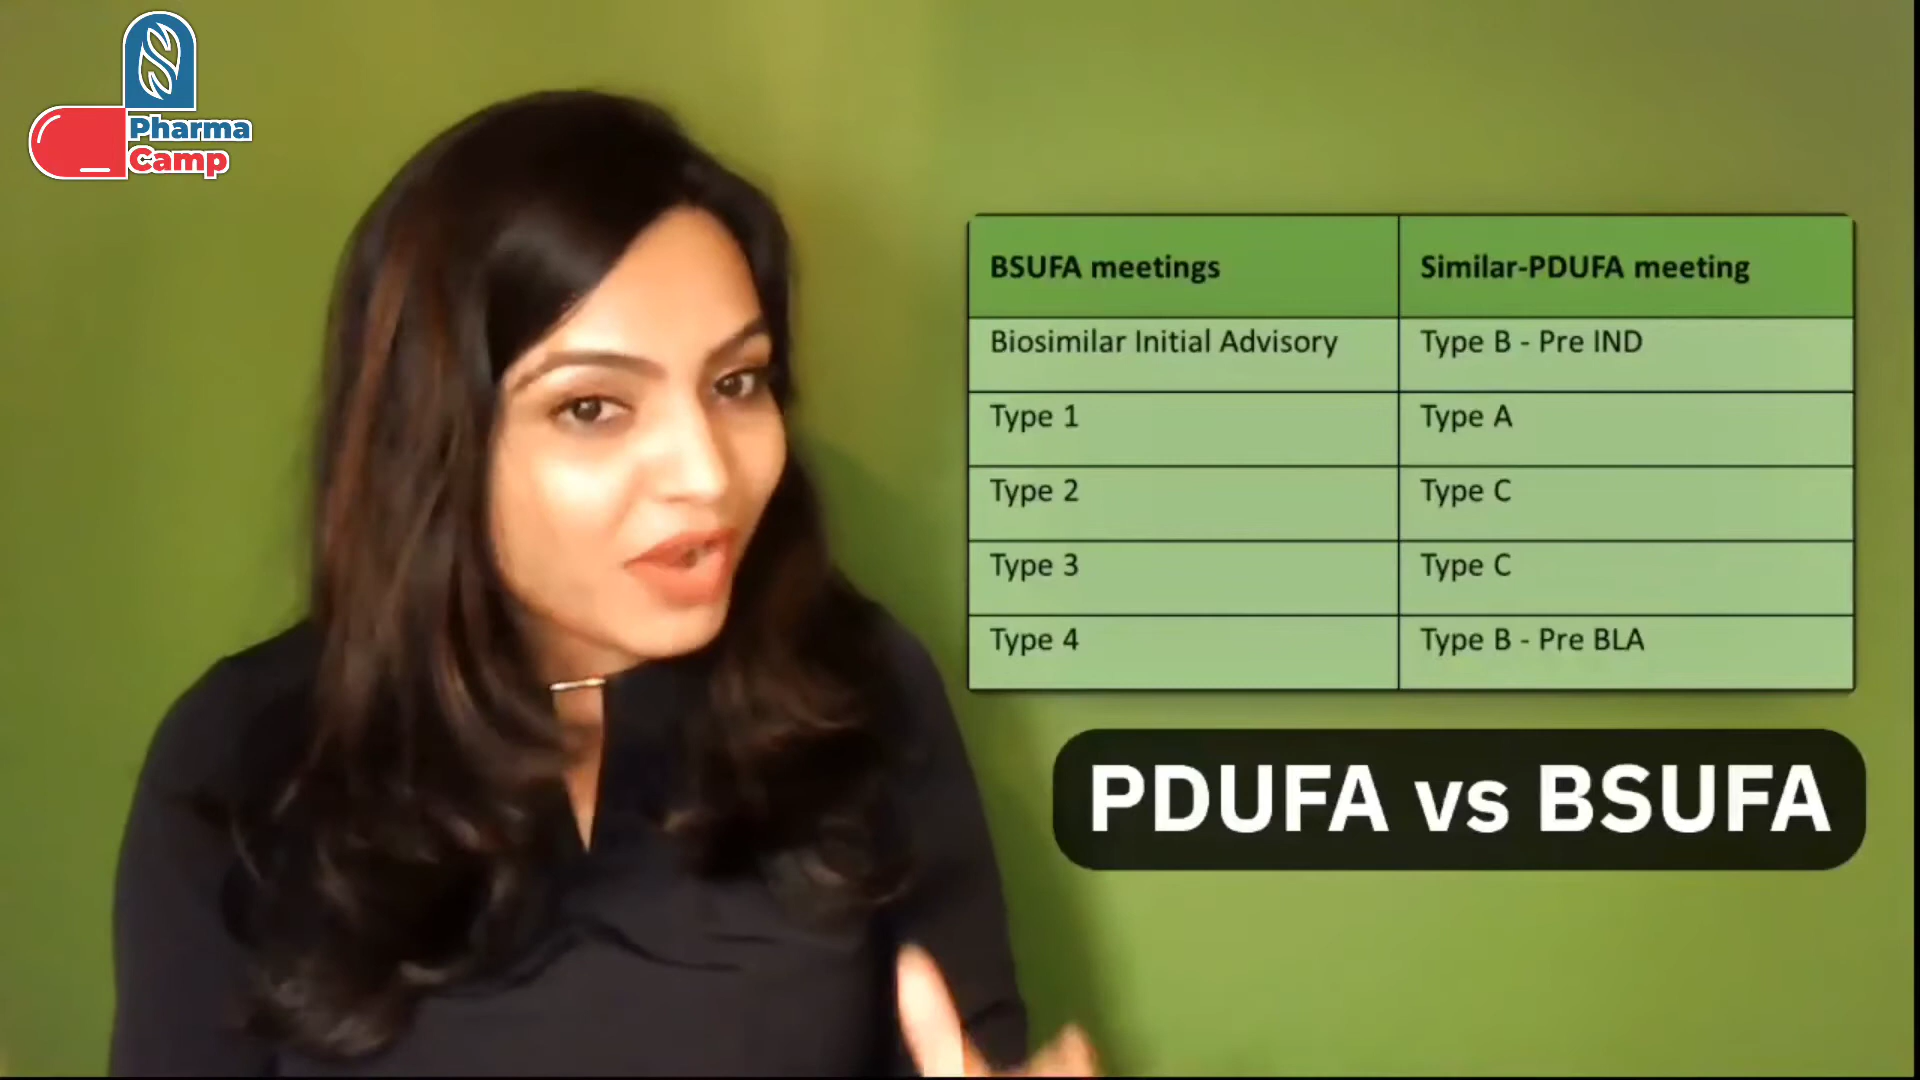 Pharma
Camp
BSUFA meetings
Similar-PDUFA meeting
Biosimilar Initial Advisory
Type B - Pre IND
Type 1
Type A
Type 2
Type C
Type 3
Type C
Type 4
Type B - Pre BLA
PDUFA vs BSUFA